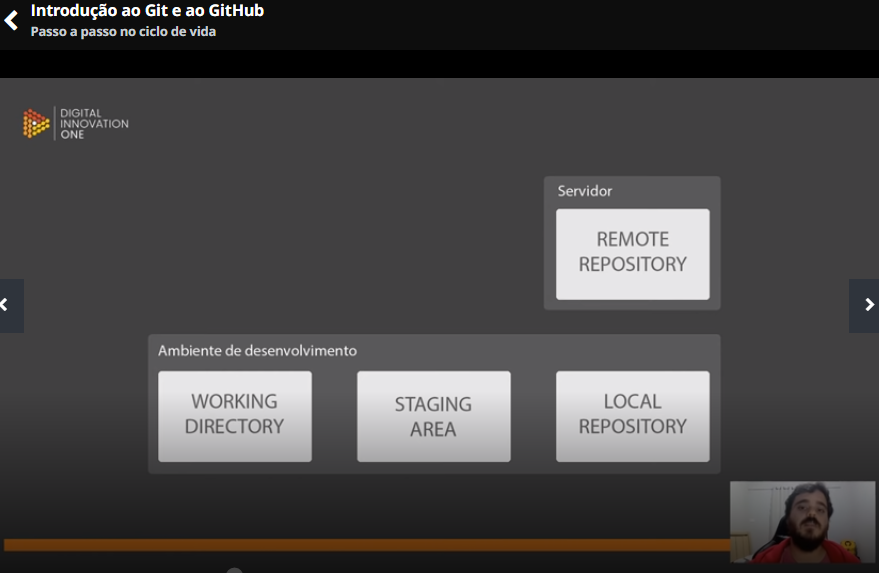 Introdução ao Git e ao GitHub
Passo a passo no ciclo de vida
DIGITAL
INNOVATION
ONE
Servidor
REMOTE
REPOSITORY
Ambiente de desenvolvimento
WORKING
DIRECTORY
STAGING
AREA
LOCAL
REPOSITORY